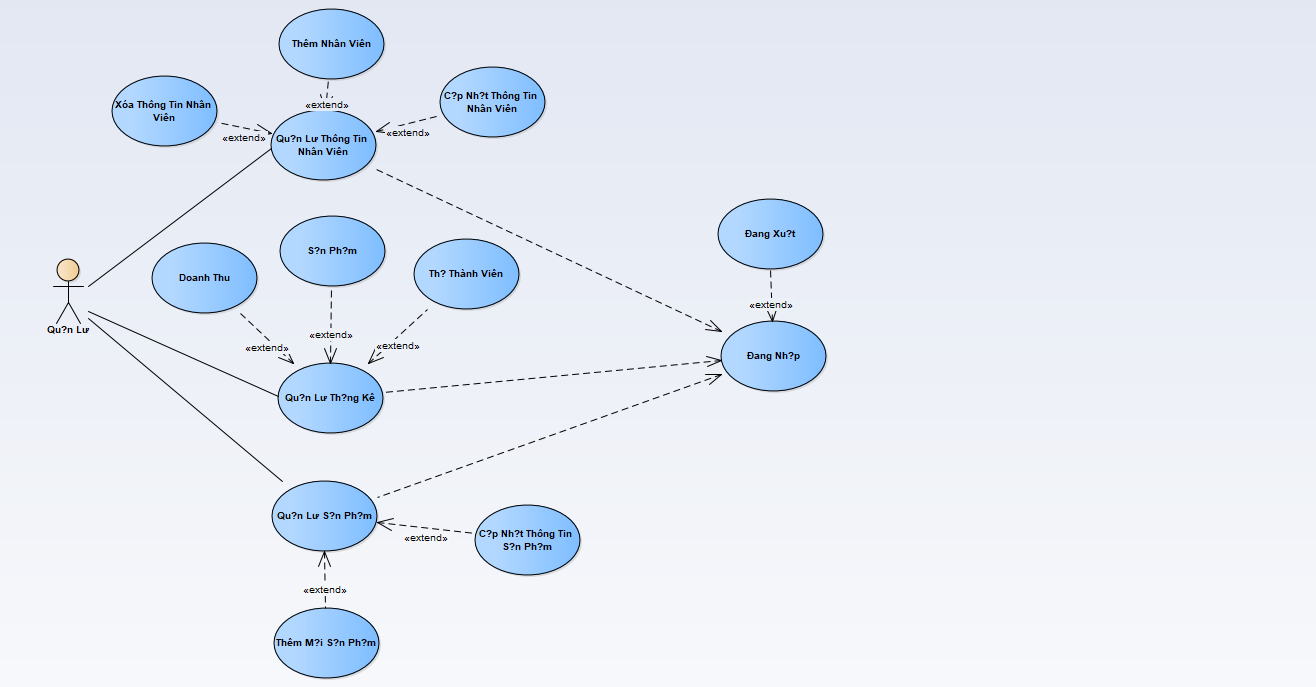 Thêm Nhân Viên
«extend»
Xóa Thông Tin Nhân
Viên
«extend»
C?p Nh?t Thông Tin
Nhân Viên
«extend»
Qu?n Lư Thông Tin
Nhân Viên
Doanh Thu
S?n Ph?m
Th? Thành Viên
Đang Xu?t
«extend»
«extend»
«extend»
«extend»
Qu?n Lư
Đang Nh?p
Qu?n Lư Th?ng Kê
Qu?n Lư S?n Ph?m
C?p Nh?t Thông Tin
S?n Ph?m
«extend»
«extend»
Thêm M?i S?n Ph?m